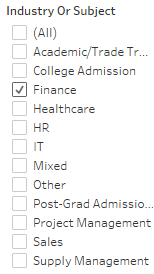 Industry Or Subject
(All)
Academic/Trade Tr...
College Admission
Finance
Healthcare
HR
IT
Mixed
Other
Post-Grad Admissio...
Project Management
Sales
Supply Management